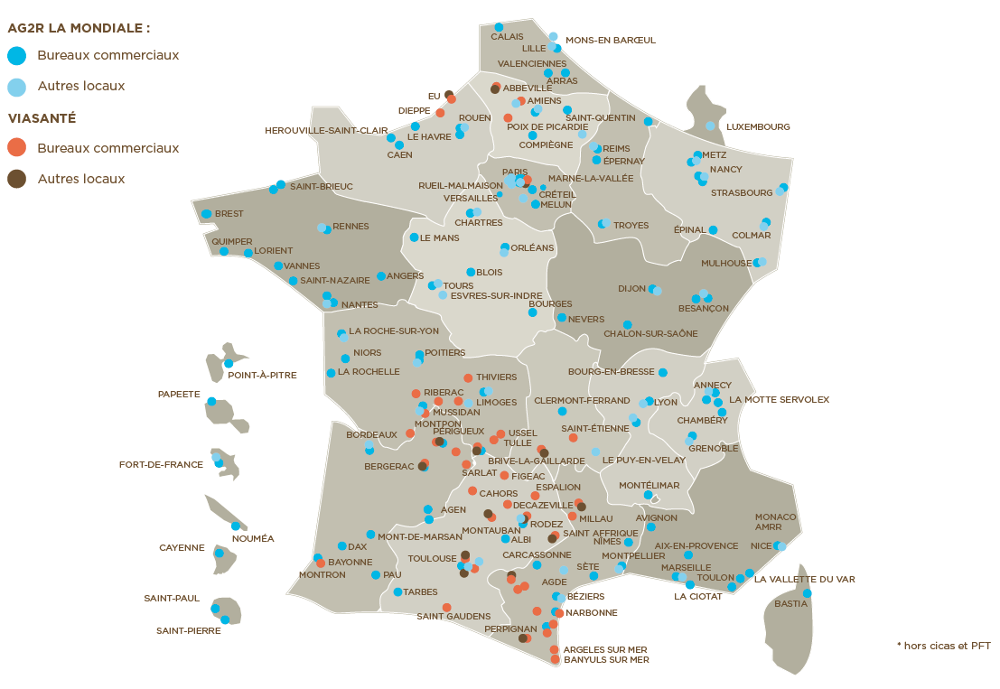 AG2R LA MONDIALE :
Bureaux commerciaux
Autres locaux
VIASANTÉ
Bureaux commerciaux
Autres locaux
CALAIS
MONS-EN BARŒUL
LILLE
VALENCIENNES
ARRAS
ABBEVILLE
EU
AMIENS
DIEPPE
ROUEN
SAINT-QUENTIN
POIX DE PICARDIE
LUXEMBOURG
HEROUVILLE-SAINT-CLAIR
LE HAVRE
COMPIÈGNE
CAEN
REIMS
METZ
ÉPERNAY
NANCY
PARIS
MARNE-LA-VALLÉE
RUEIL-MALMAISON
SAINT-BRIEUC
STRASBOURG
CRÉTEIL
VERSAILLES
MELUN
BREST
CHARTRES
RENNES
TROYES
ÉPINAL
COLMAR
LE MANS
QUIMPER
ORLÉANS
LORIENT
MULHOUSE
VANNES
BLOIS
ANGERS
SAINT-NAZAIRE
TOURS
DIJON
ESVRES-SUR-INDRE
NANTES
BOURGES
BESANÇON
NEVERS
LA ROCHE-SUR-YON
CHALON-SUR-SAÔNE
NIORS
POITIERS
LA ROCHELLE
BOURG-EN-BRESSE
POINT-À-PITRE
THIVIERS
ANNECY
PAPEETE
RIBERAC
LIMOGES
CLERMONT-FERRAND
LYON
LA MOTTE SERVOLEX
MUSSIDAN
MONTPON
CHAMBÉRY
SAINT-ÉTIENNE
PÉRIGUEUX
BORDEAUX
USSEL
TULLE
GRENOBLE
FORT-DE-FRANCE
BERGERAC
BRIVE-LA-GAILLARDE
LE PUY-EN-VELAY
SARLAT
FIGEAC
CAHORS
ESPALION
MONTÉLIMAR
AGEN
DECAZEVILLE
MILLAU
AVIGNON
MONACO
AMRR
MONTAUBAN
RODEZ
NOUMÉA
MONT-DE-MARSAN
ALBI
SAINT AFFRIQUE
NÎMES
CAYENNE
DAX
AIX-EN-PROVENCE
NICE
CARCASSONNE
MONTPELLIER
TOULOUSE
BAYONNE
MONTRON
PAU
SÈTE
MARSEILLE
TOULON
LA VALLETTE DU VAR
AGDE
TARBES
BÉZIERS
LA CIOTAT
SAINT-PAUL
BASTIA
SAINT GAUDENS
NARBONNE
SAINT-PIERRE
PERPIGNAN
* hors cicas et PFT
ARGELES SUR MER
BANYULS SUR MER